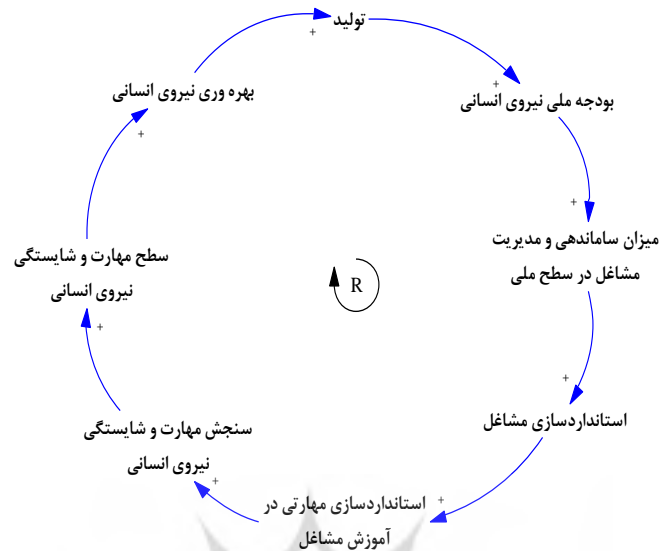 تولید
+
بهره وری نیروی انسانی
+
بودجه ملی نیروی انسانی
+
میزان ساماندهی و مدیریت
مشاغل در سطح ملی
+
سطح مهارت و شایستگی
نیروی انسانی
+
R
استانداردسازی مشاغل
+
سنجش مهارت و شایستگی
نیروی انسانی
+
استانداردسازی مهارتی در
آموزش مشاغل
+